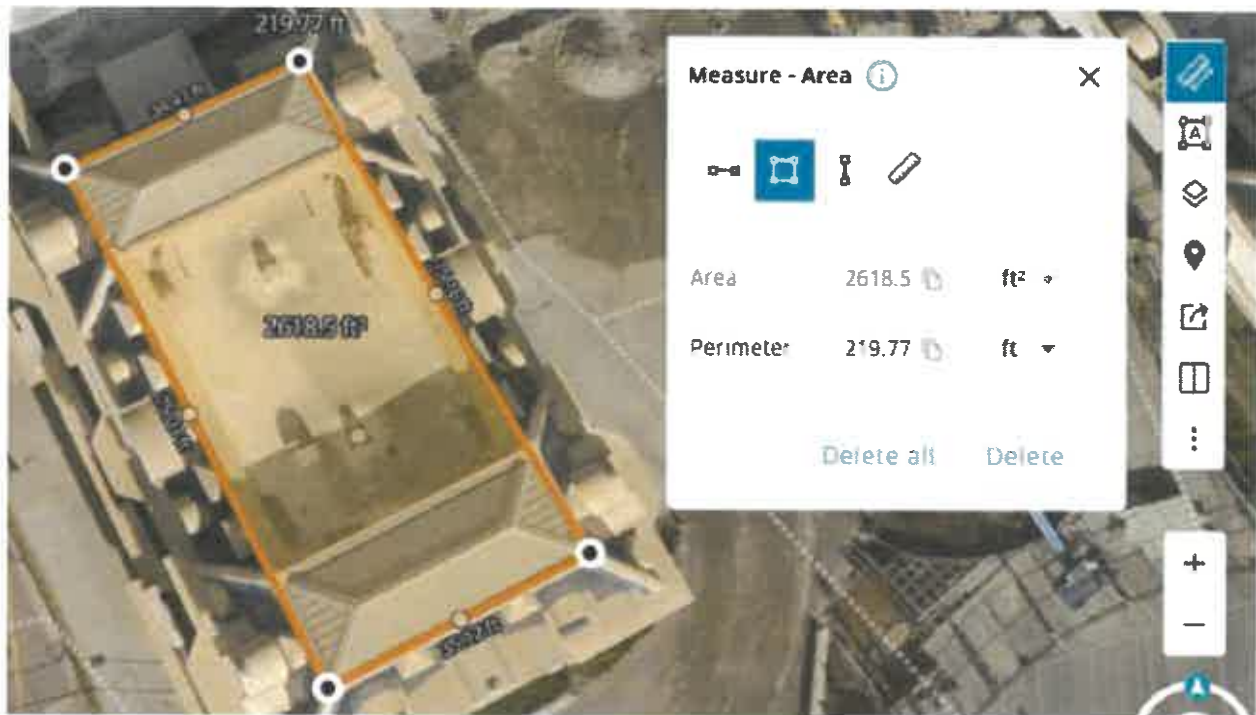 219.77 ft
Measure - Area
2618.5 ft²
Area 2618.5 ft²
Perimeter 219.77 ft
Delete all Delete